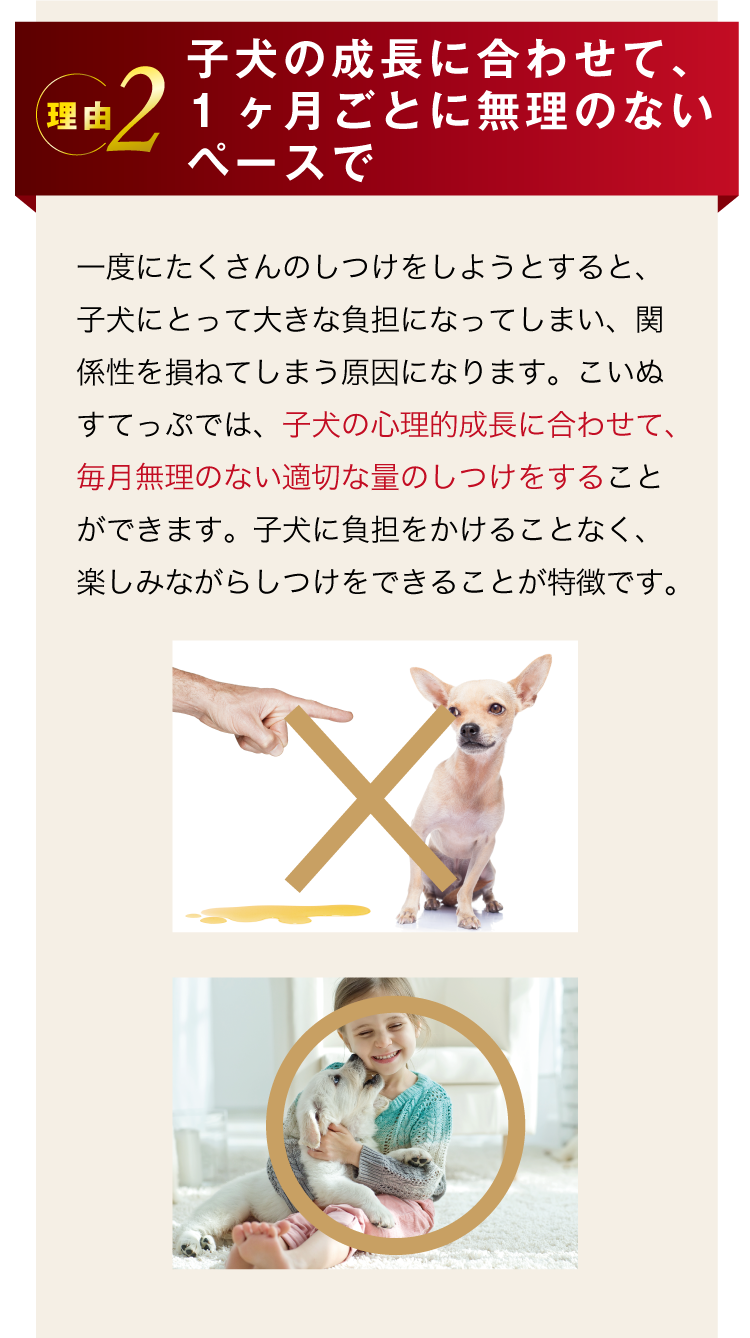 理由2
子犬の成長に合わせて、
1ヶ月ごとに無理のない
ペースで
一度にたくさんのしつけをしようとすると、
子犬にとって大きな負担になってしまい、関
係性を損ねてしまう原因になります。こいぬ
すてっぷでは、子犬の心理的成長に合わせて、
毎月無理のない適切な量のしつけをすること
ができます。子犬に負担をかけることなく、
楽しみながらしつけをできることが特徴です。